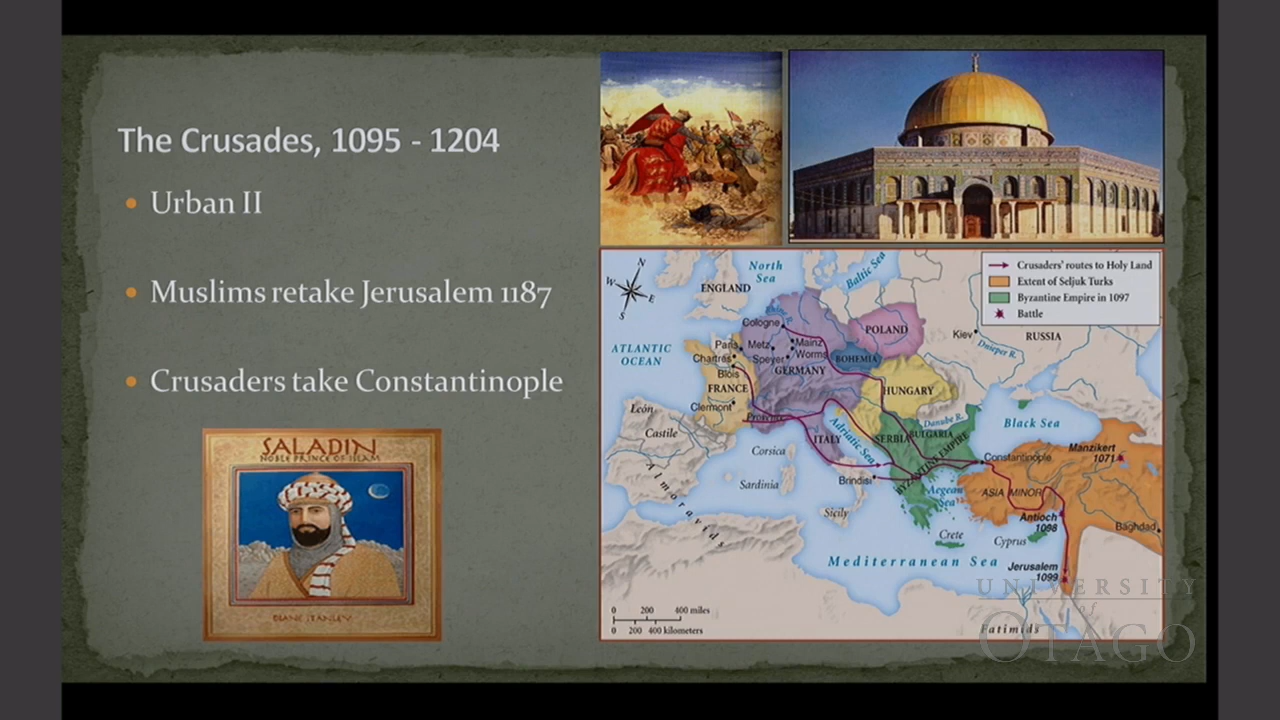 The Crusades, 1095 - 1204
Urban II
Muslims retake Jerusalem 1187
Crusaders take Constantinople
SALADIN
NOBLE PRINCE OF ISLAM
DIANE STANLEY
Crusaders' routes to Holy Land
Extent of Seljuk Turks
Byzantine Empire in 1097
Battle
N
W
E
S
North
Sea
Baltic Sea
ENGLAND
ATLANTIC
OCEAN
Cologne
POLAND
Kiev
RUSSIA
Dnieper R.
Paris
Metz
Mainz
Chartres
Speyer
Worms
BOHEMIA
Blois
GERMANY
FRANCE
HUNGARY
Clermont
León
Castile
ITALY
Adriatic Sea
SERBIA
BULGARIA
Danube R.
Black Sea
Corsica
Constantinople
Manzikert
1071
BYZANTINE EMPIRE
Brindisi
Sardinia
Aegean
Sea
ASIA MINOR
Almoravids
Sicily
Antioch
1098
Baghdad
Crete
Cyprus
Mediterranean Sea
Jerusalem
1099
0 200 400 miles
0 200 400 kilometers
Fatimids
UNIVERSITY
of
OTAGO